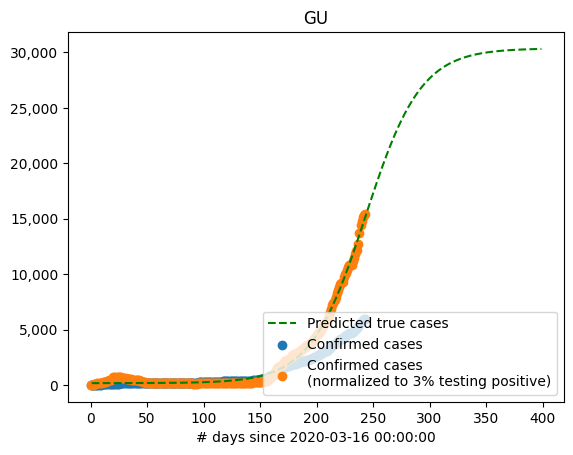 GU
30,000
25,000
20,000
15,000
10,000
5,000
0
Predicted true cases
Confirmed cases
Confirmed cases
(normalized to 3% testing positive)
0 50 100 150 200 250 300 350 400
# days since 2020-03-16 00:00:00